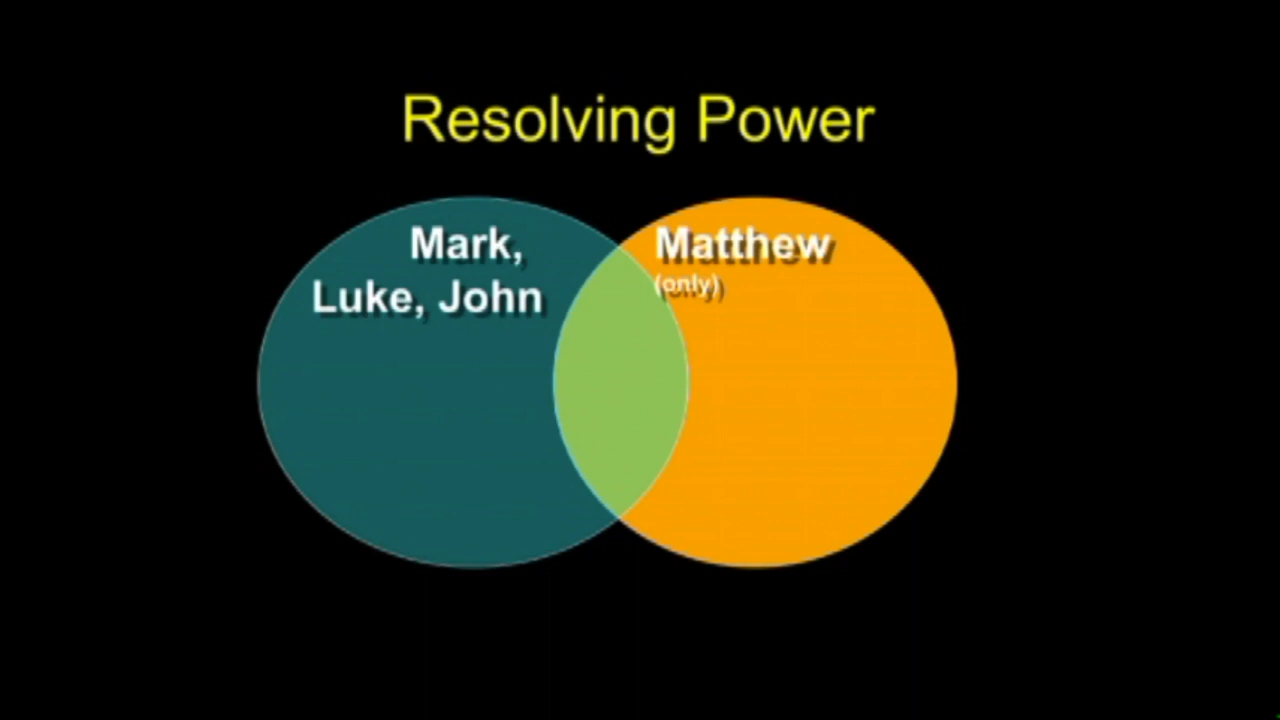 Resolving Power
Mark,
Luke, John
Matthew
(only)